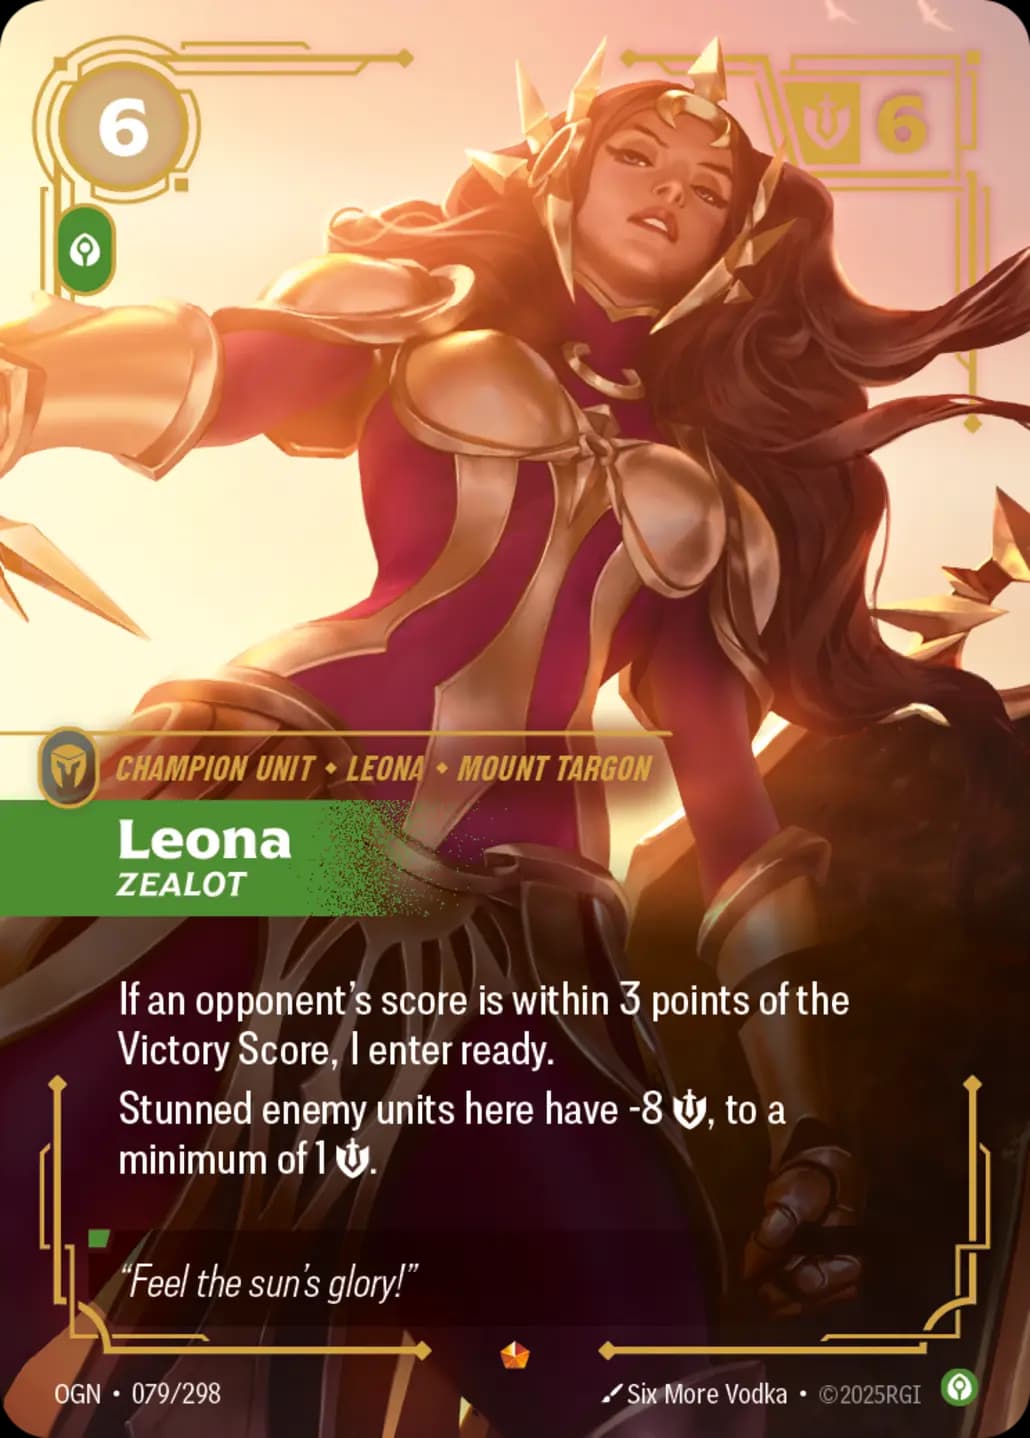 6
6
CHAMPION UNIT • LEONA • MOUNT TARGON
Leona
ZEALOT
If an opponent's score is within 3 points of the
Victory Score, I enter ready.
Stunned enemy units here have -8, to a
minimum of 1.
“Feel the sun's glory!”
OGN • 079/298
Six More Vodka • ©2025RGI